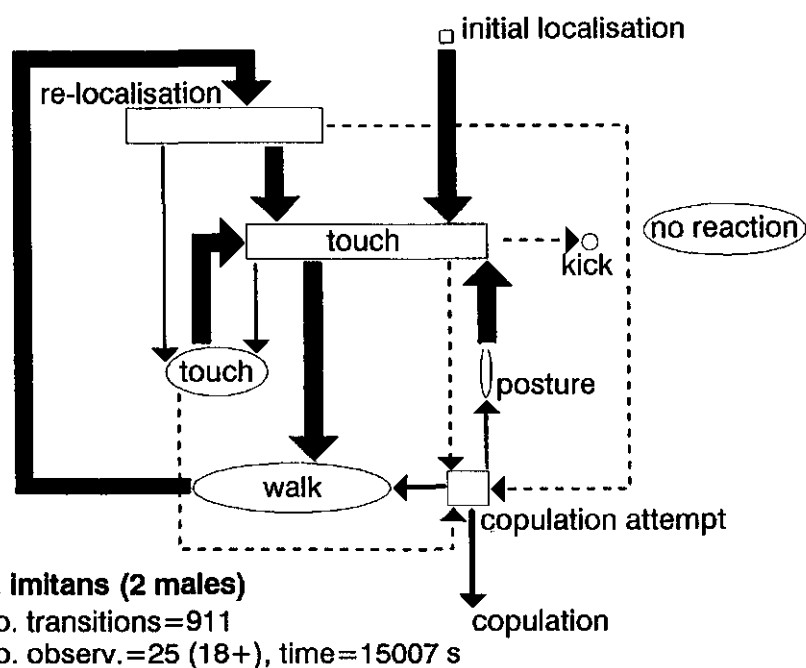 initial localisation
re-localisation
touch
no reaction
kick
touch
posture
walk
copulation attempt
imitans (2 males)
transitions=911
copulation
observ.=25 (18+), time=15007 s